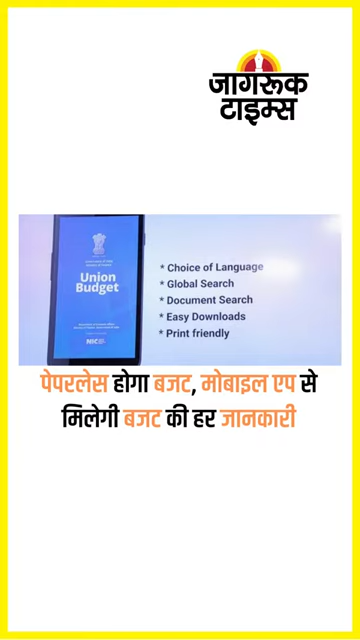 जागरूक
टाइम्स
Union
Budget
NIC
* Choice of Language
* Global Search
* Document Search
* Easy Downloads
* Print friendly
पेपरलेस होगा बजट, मोबाइल एप से
मिलेगी बजट की हर जानकारी